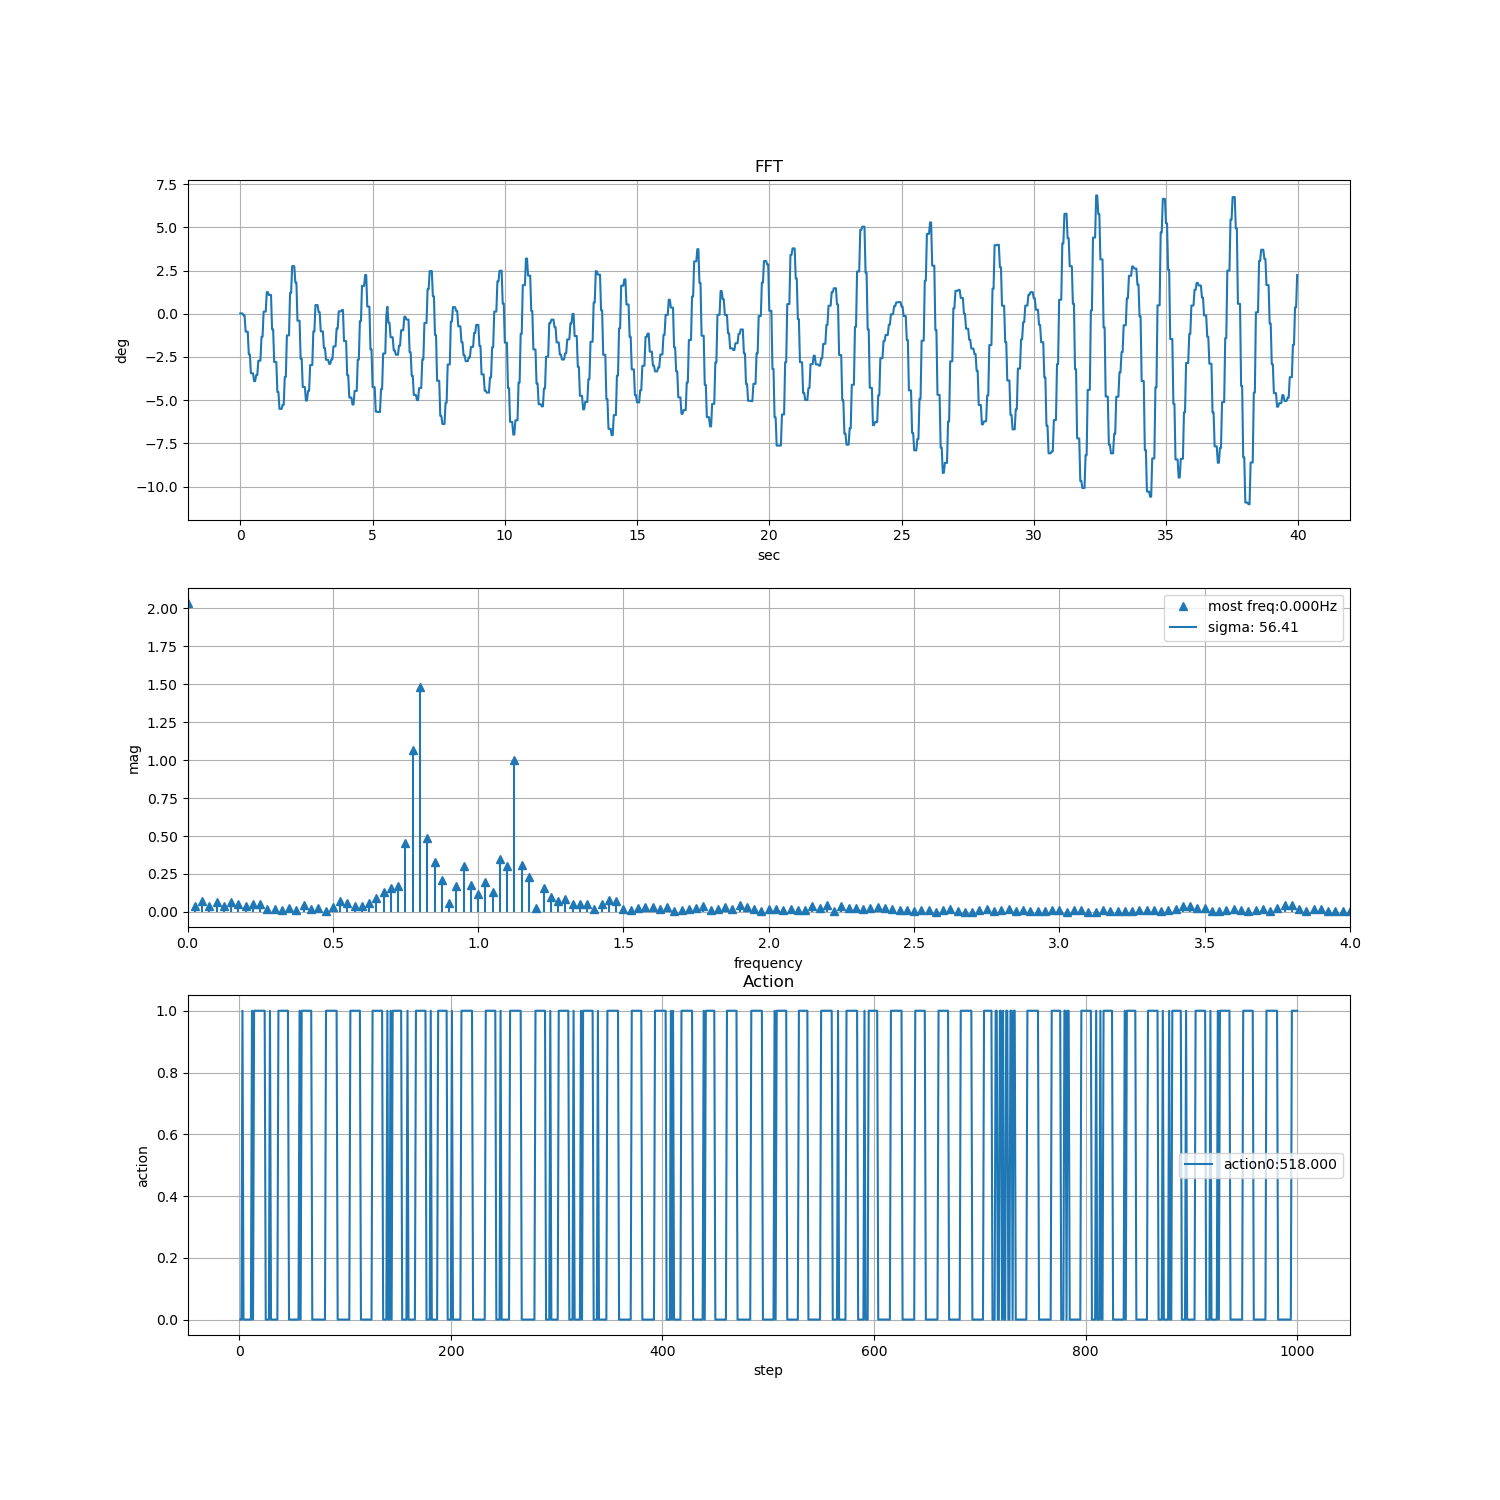 FFT
7.5
5.0
2.5
0.0
−2.5
−5.0
−7.5
−10.0
deg
0 5 10 15 20 25 30 35 40
sec
2.00
1.75
1.50
1.25
1.00
0.75
0.50
0.25
0.00
mag
most freq:0.000Hz
sigma: 56.41
0.0 0.5 1.0 1.5 2.0 2.5 3.0 3.5 4.0
frequency
Action
1.0
0.8
0.6
0.4
0.2
0.0
action
action0:518.000
0 200 400 600 800 1000
step